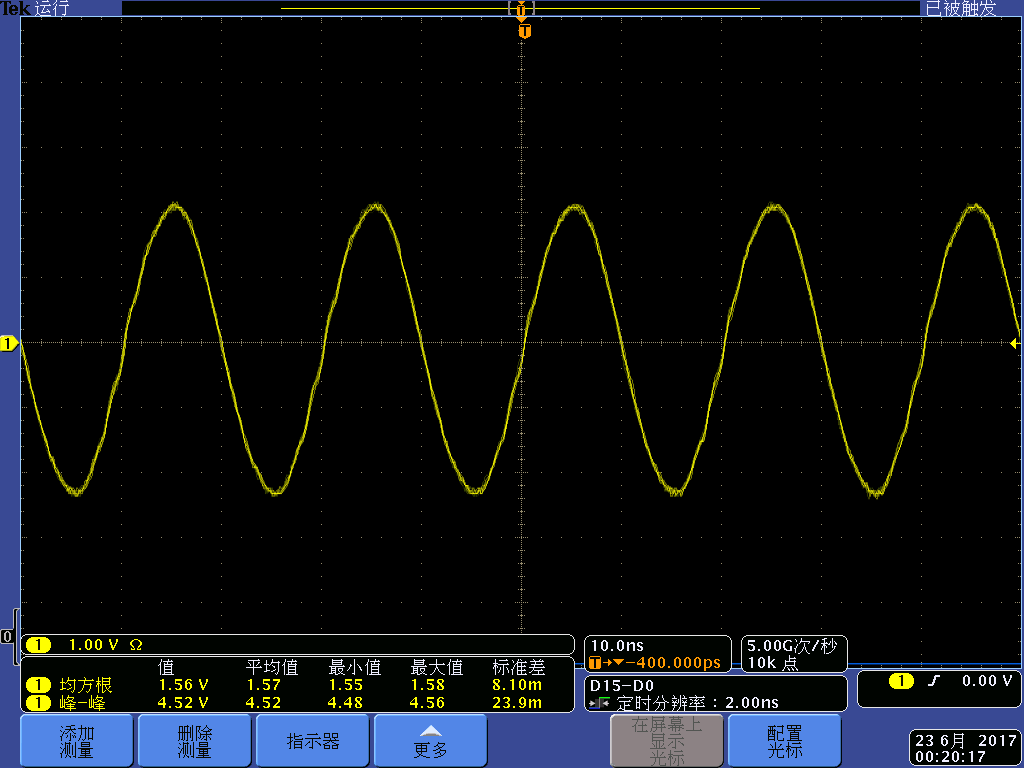 Tek 运行 T 已被触发
T
1
0
1 1.00 V Ω
值 平均值 最小值 最大值 标准差
1 均方根 1.56 V 1.57 1.55 1.58 8.10m
1 峰-峰 4.52 V 4.52 4.48 4.56 23.9m
10.0ns
T→▼−400.000ps
5.00G次/秒
10k 点
D15-D0
定时分辨率：2.00ns
1 0.00 V
添加
测量
删除
测量
指示器
更多
在屏幕上
显示
光标
配置
光标
23 6月 2017
00:20:17